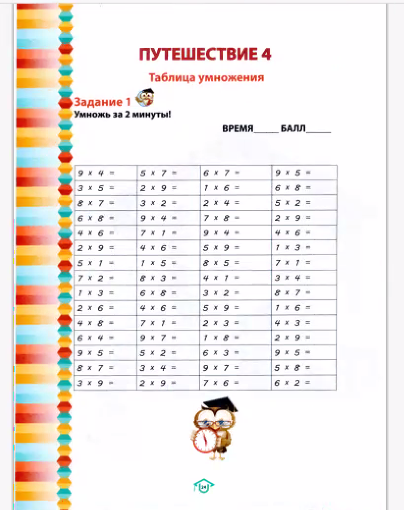 ПУТЕШЕСТВИЕ 4
Таблица умножения
Задание 1
Умножь за 2 минуты!
ВРЕМЯ_____ БАЛЛ_____
9 x 4 = 5 x 7 = 6 x 7 = 9 x 5 =
3 x 5 = 2 x 9 = 1 x 6 = 6 x 8 =
8 x 7 = 3 x 2 = 2 x 4 = 5 x 2 =
6 x 8 = 9 x 4 = 7 x 8 = 2 x 9 =
4 x 6 = 7 x 1 = 9 x 4 = 4 x 6 =
2 x 9 = 4 x 6 = 5 x 9 = 1 x 3 =
5 x 1 = 1 x 5 = 8 x 5 = 7 x 1 =
7 x 2 = 8 x 3 = 4 x 1 = 3 x 4 =
1 x 3 = 6 x 8 = 3 x 2 = 8 x 7 =
2 x 6 = 4 x 6 = 5 x 9 = 1 x 6 =
4 x 8 = 7 x 1 = 2 x 3 = 4 x 3 =
6 x 4 = 9 x 7 = 1 x 8 = 2 x 9 =
9 x 5 = 5 x 2 = 6 x 3 = 9 x 5 =
8 x 7 = 3 x 4 = 9 x 7 = 5 x 8 =
3 x 9 = 2 x 9 = 7 x 6 = 6 x 2 =